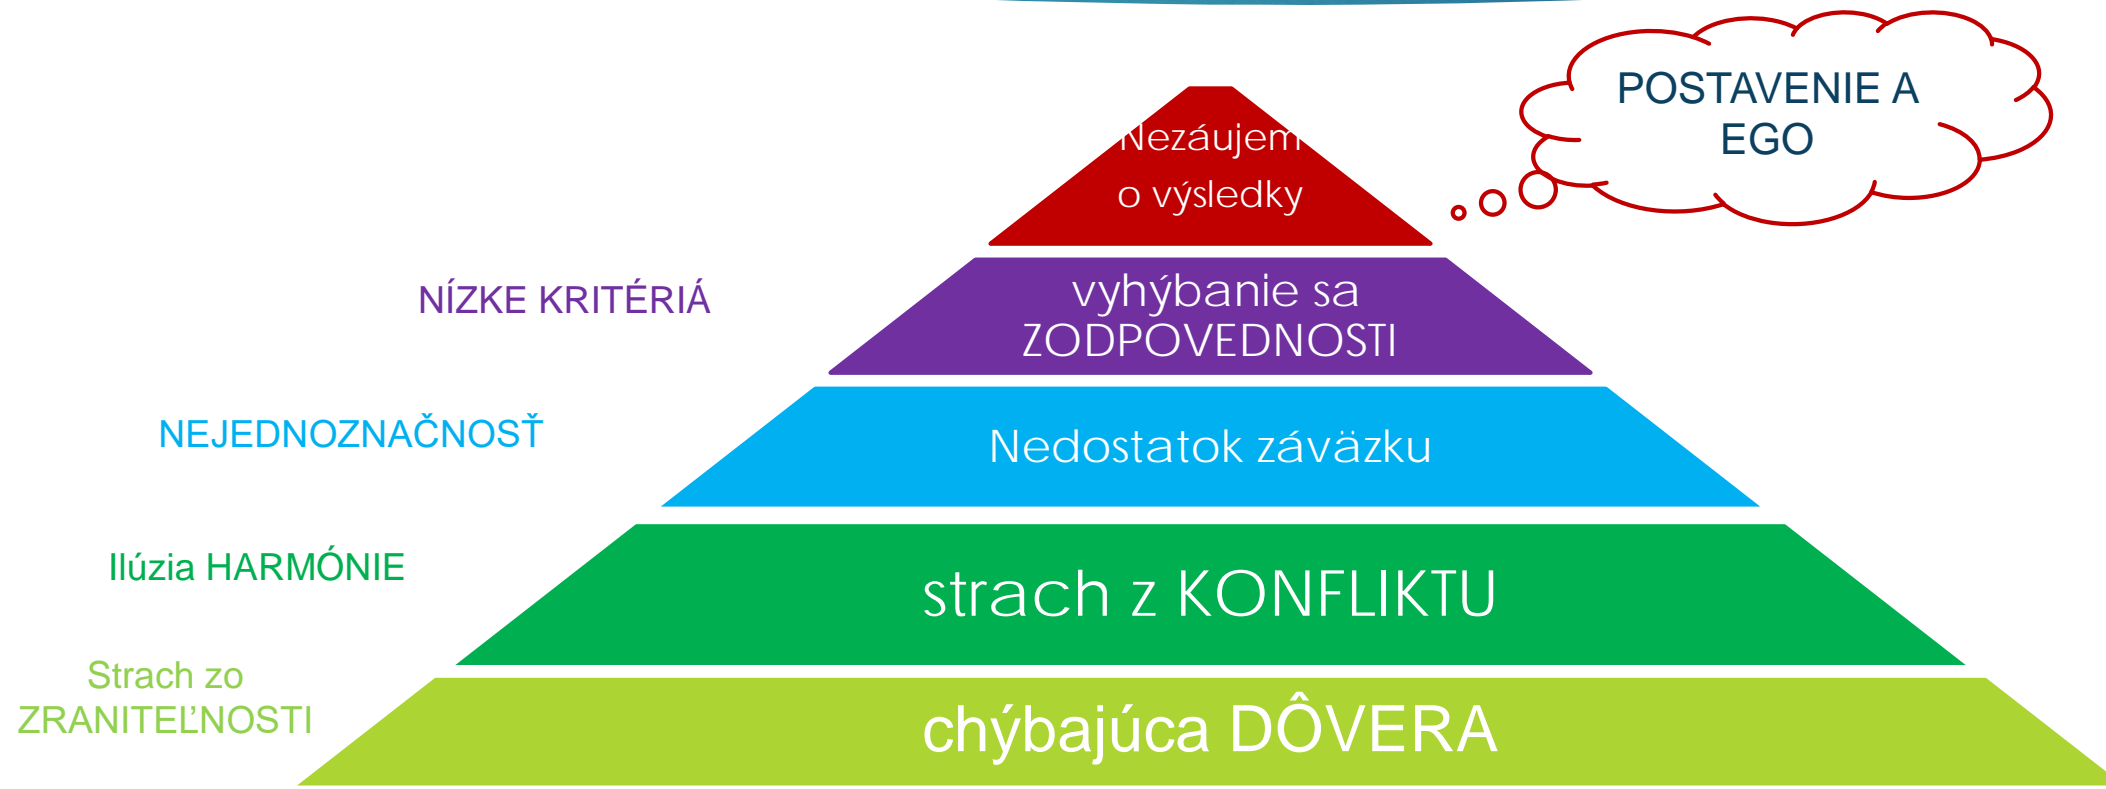 POSTAVENIE A
EGO
Nezáujem
o výsledky
NÍZKE KRITÉRIÁ
vyhýbanie sa
ZODPOVEDNOSTI
NEJEDNOZNAČNOSŤ
Nedostatok záväzku
Ilúzia HARMÓNIE
strach z KONFLIKTU
Strach zo
ZRANITEĽNOSTI
chýbajúca DÔVERA